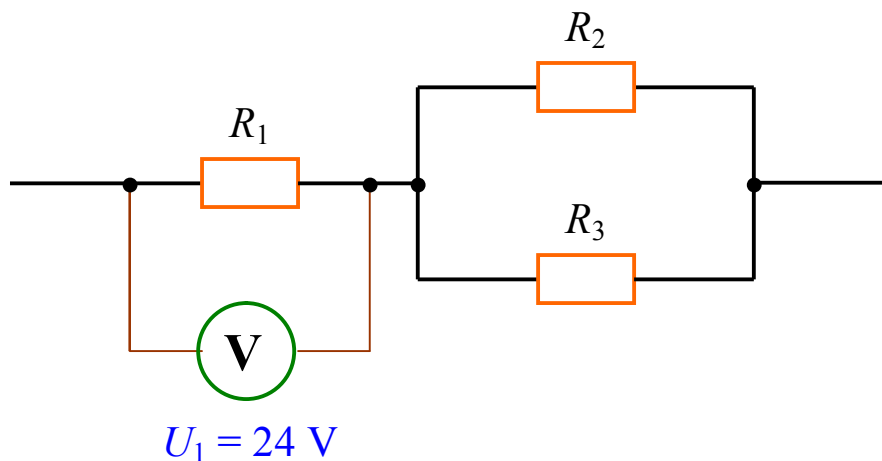 R₂
R₁
R₃
V
U₁ = 24 V